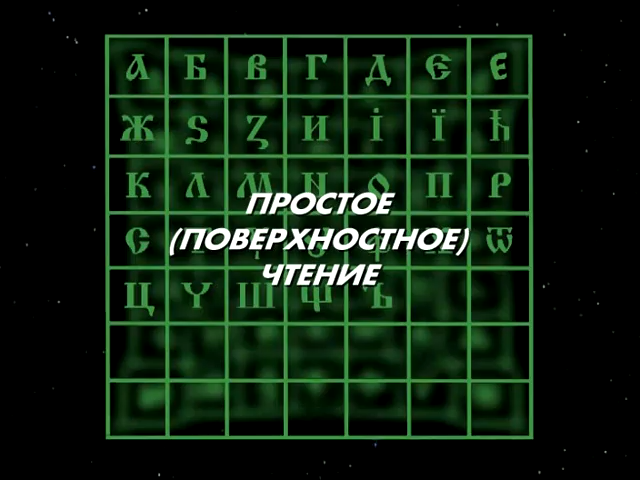 А Б В Г Д Є Е
Ж Ѕ З И І Ї Ћ
К Л М Н О П Р
ПРОСТОЕ
(ПОВЕРХНОСТНОЕ)
ЧТЕНИЕ
С Ф Ѿ
Ц Ч Ш Щ Ъ